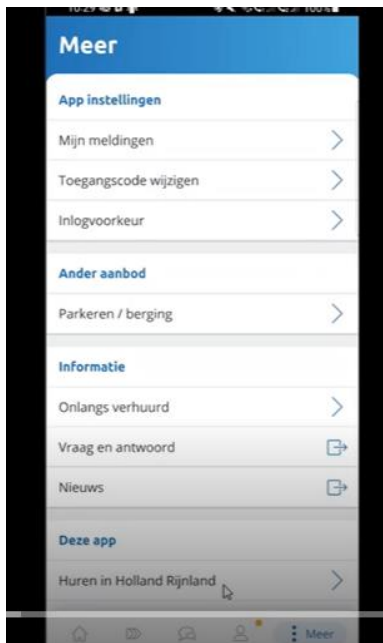 Meer
App instellingen
Mijn meldingen
Toegangscode wijzigen
Inlogvoorkeur
Ander aanbod
Parkeren / berging
Informatie
Onlangs verhuurd
Vraag en antwoord
Nieuws
Deze app
Huren in Holland Rijnland
Meer